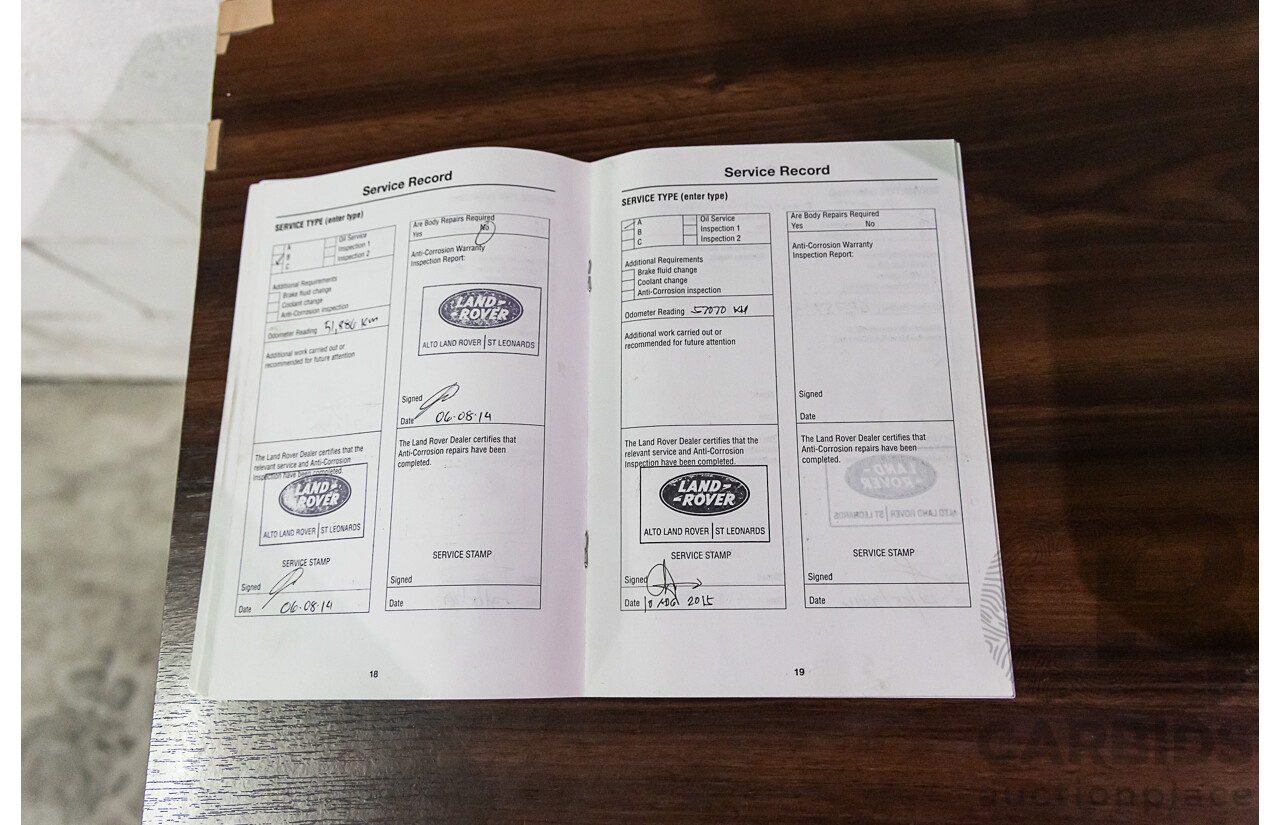 Service Record
SERVICE TYPE (enter type)
A
B
C
Oil Service
Inspection 1
Inspection 2
Additional Requirements
Brake fluid change
Coolant change
Anti-Corrosion Inspection
Odometer Reading 51,886 Km
Additional work carried out or
recommended for future attention
The Land Rover Dealer certifies that the
relevant service and Anti-Corrosion
Inspection have been completed.
LAND-
-ROVER
ALTO LAND ROVER | ST LEONARDS
SERVICE STAMP
Signed
Date 06·08·14
Are Body Repairs Required
Yes No
Anti-Corrosion Warranty
Inspection Report:
LAND-
-ROVER
ALTO LAND ROVER | ST LEONARDS
Signed
Date 06·08·14
The Land Rover Dealer certifies that
Anti-Corrosion repairs have been
completed.
SERVICE STAMP
Signed
Date
18
Service Record
SERVICE TYPE (enter type)
A
B
C
Oil Service
Inspection 1
Inspection 2
Additional Requirements
Brake fluid change
Coolant change
Anti-Corrosion inspection
Odometer Reading 57070 KM
Additional work carried out or
recommended for future attention
The Land Rover Dealer certifies that the
relevant service and Anti-Corrosion
Inspection have been completed.
LAND-
-ROVER
ALTO LAND ROVER | ST LEONARDS
SERVICE STAMP
Signed
Date AUG 2015
Are Body Repairs Required
Yes No
Anti-Corrosion Warranty
Inspection Report:
Signed
Date
The Land Rover Dealer certifies that
Anti-Corrosion repairs have been
completed.
LAND-
-ROVER
ALTO LAND ROVER | ST LEONARDS
SERVICE STAMP
Signed
Date
19
CARBIDS
auctionplace